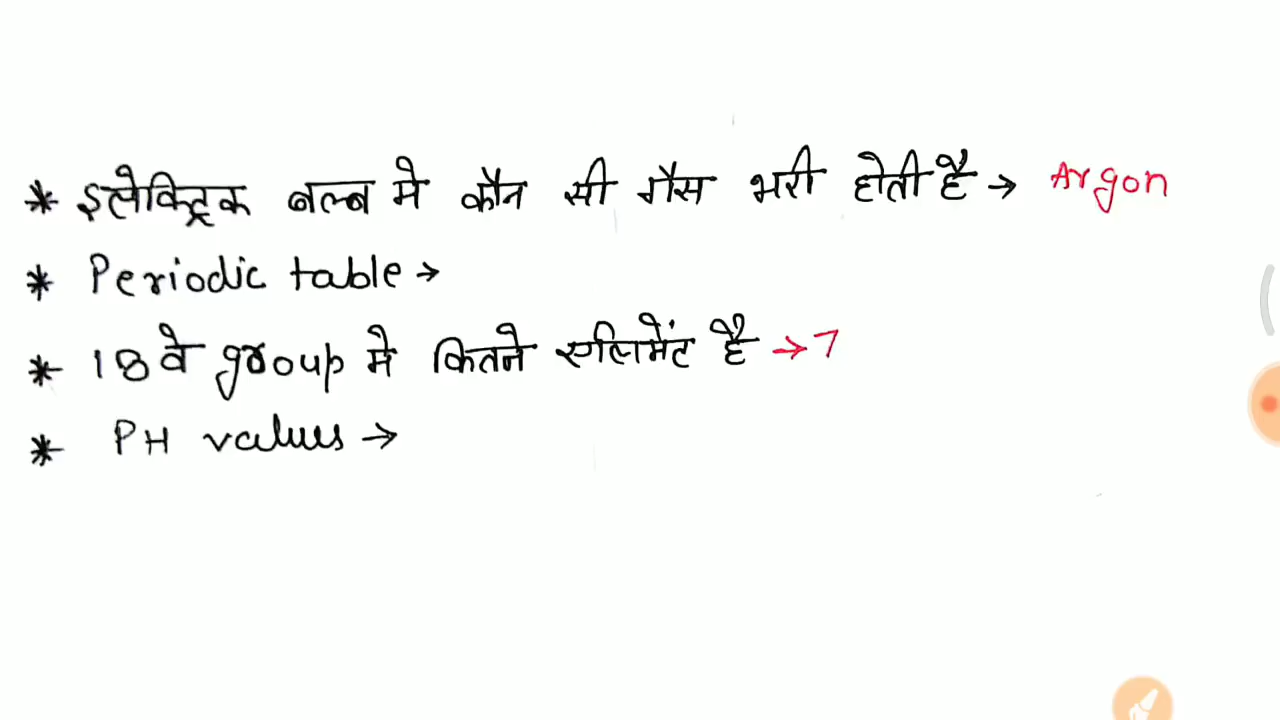 * इलेक्ट्रिक बल्ब मे कौन सी गैस भरी होती है → Argon
* Periodic table →
* 18 वे group मे कितने एलिमेंट है → 7
* PH values →